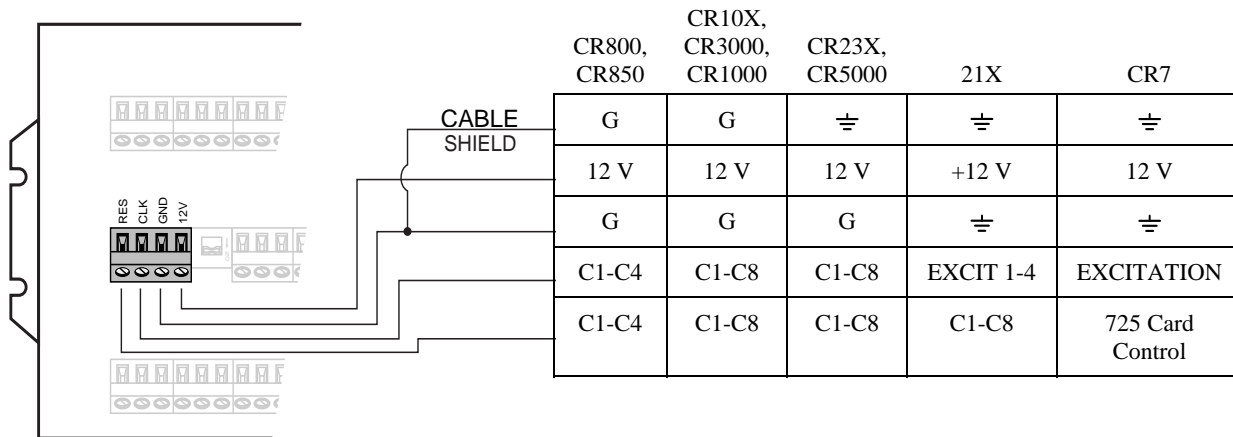 CR800,
CR850
CR10X,
CR3000,
CR1000
CR23X,
CR5000
21X
CR7
CABLE
SHIELD
G G ⏚ ⏚ ⏚
12 V 12 V 12 V +12 V 12 V
G G G ⏚ ⏚
C1-C4 C1-C8 C1-C8 EXCIT 1-4 EXCITATION
C1-C4 C1-C8 C1-C8 C1-C8 725 Card
Control
RES
CLK
GND
12V